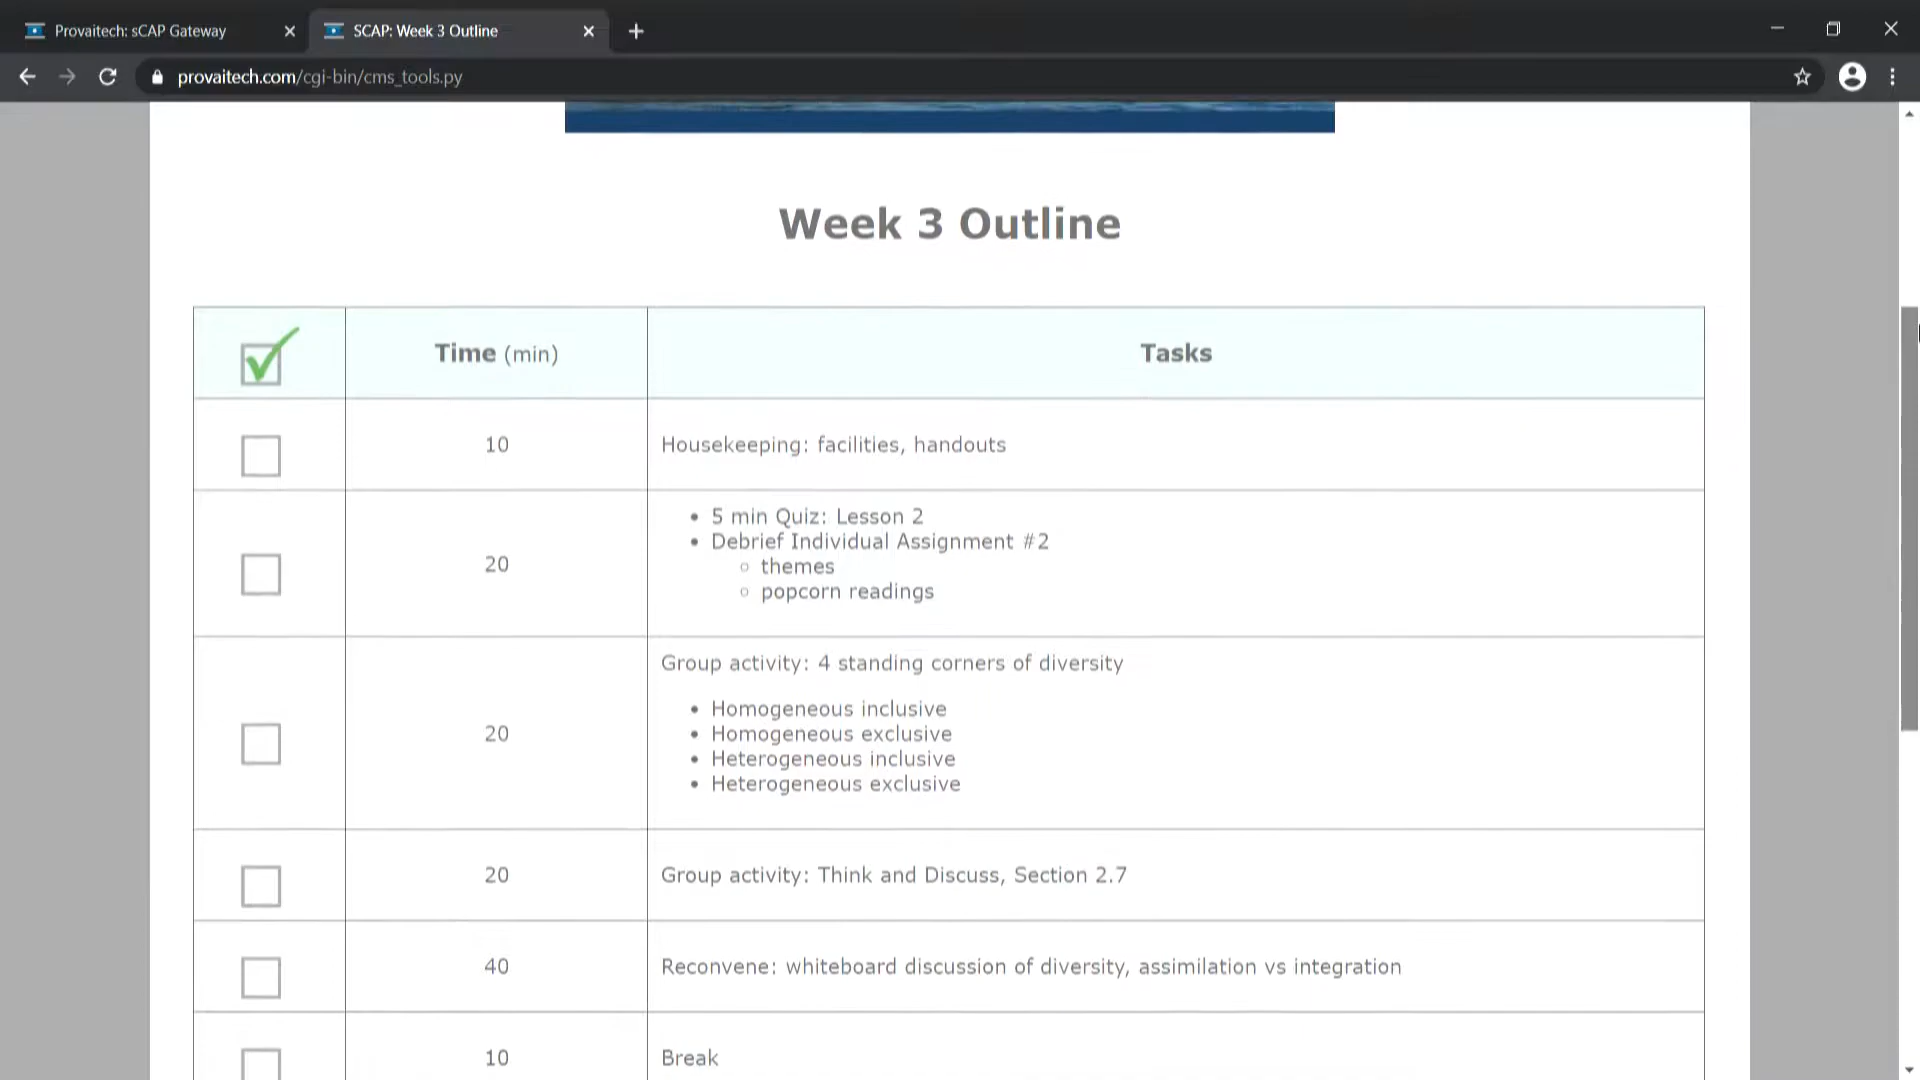 Provaitech: sCAP Gateway
SCAP: Week 3 Outline
provaitech.com/cgi-bin/cms_tools.py
Week 3 Outline
Time (min)
Tasks
10
Housekeeping: facilities, handouts
20
5 min Quiz: Lesson 2
Debrief Individual Assignment #2
themes
popcorn readings
20
Group activity: 4 standing corners of diversity
Homogeneous inclusive
Homogeneous exclusive
Heterogeneous inclusive
Heterogeneous exclusive
20
Group activity: Think and Discuss, Section 2.7
40
Reconvene: whiteboard discussion of diversity, assimilation vs integration
10
Break